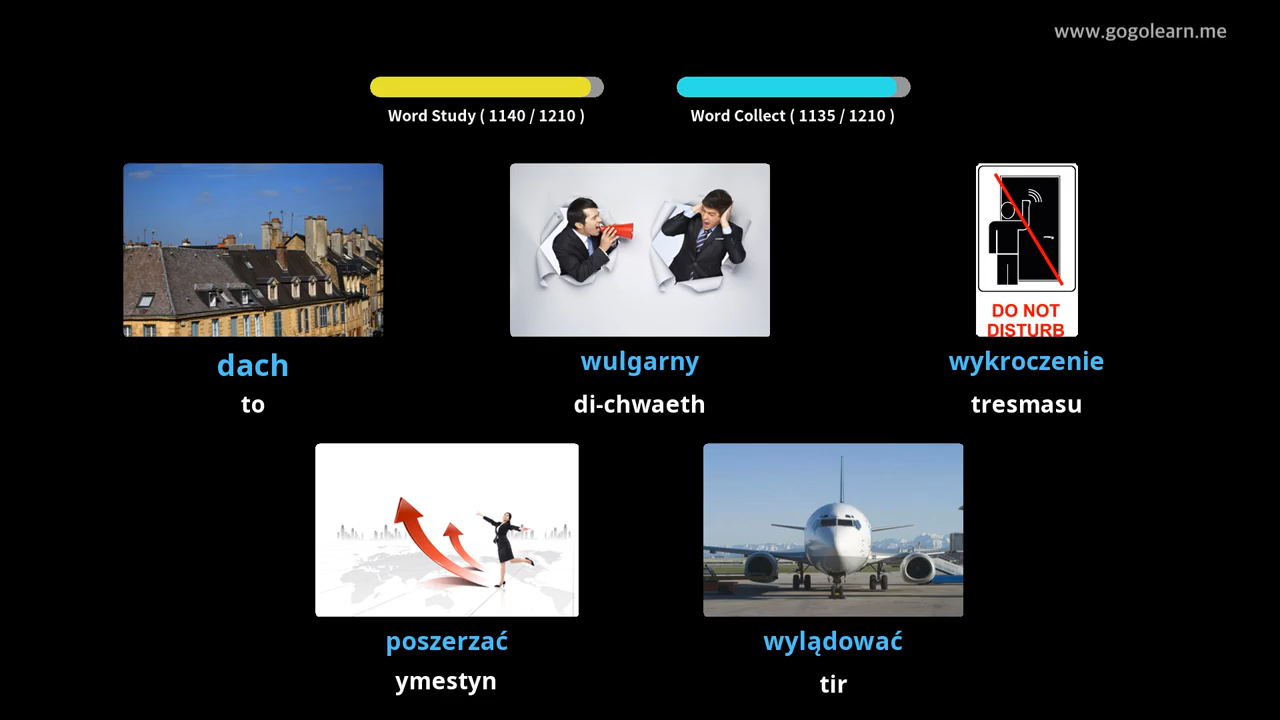 www.gogolearn.me
Word Study ( 1140 / 1210 )
Word Collect ( 1135 / 1210 )
DO NOT
DISTURB
dach
wulgarny
wykroczenie
to
di-chwaeth
tresmasu
poszerzać
wylądować
ymestyn
tir